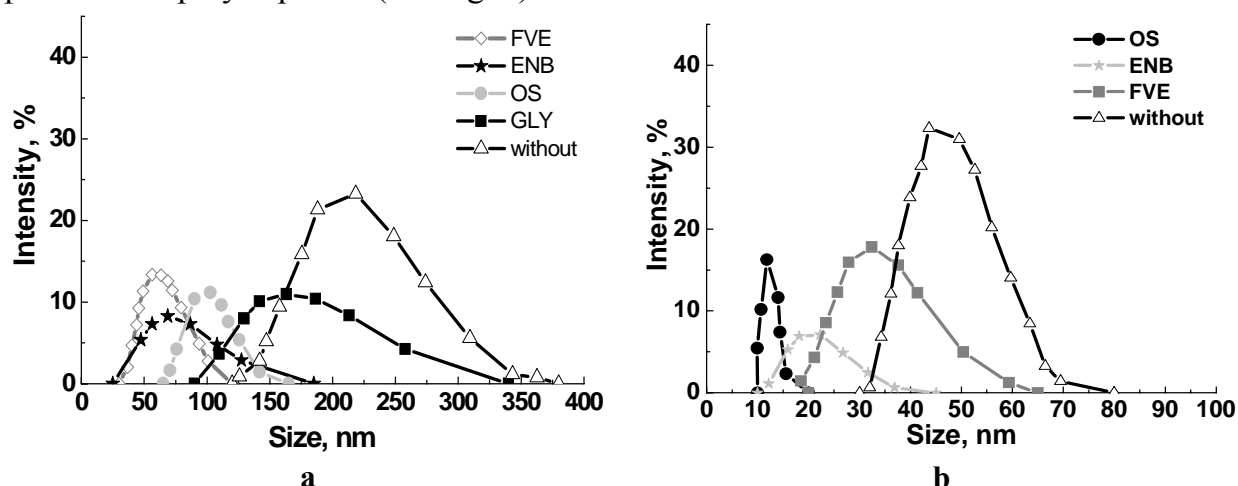 40
30
20
10
0
Intensity, %
0 50 100 150 200 250 300 350 400
Size, nm
FVE
ENB
OS
GLY
without
a
40
30
20
10
0
Intensity, %
0 10 20 30 40 50 60 70 80 90 100
Size, nm
OS
ENB
FVE
without
b